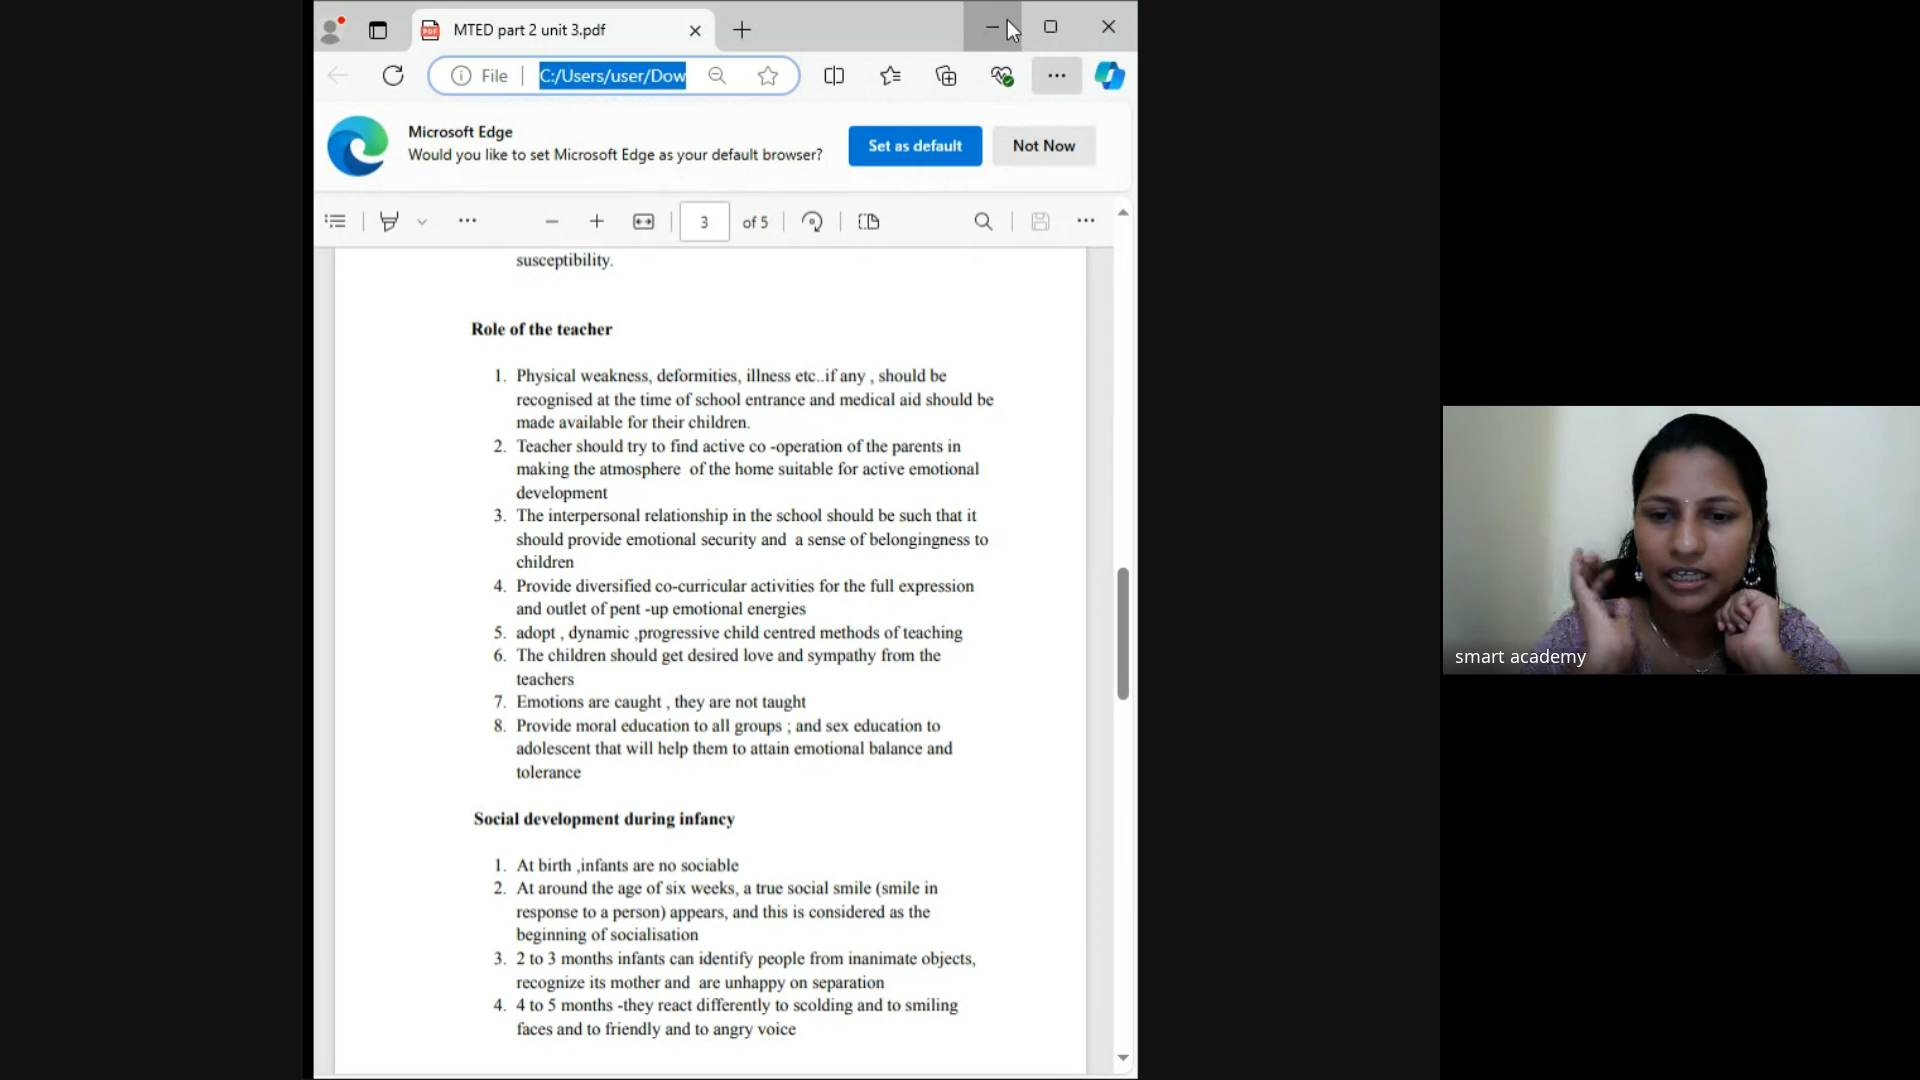 MTED part 2 unit 3.pdf
File
C:/Users/user/Dow
Microsoft Edge
Would you like to set Microsoft Edge as your default browser?
Set as default
Not Now
3 of 5
susceptibility.
Role of the teacher
1. Physical weakness, deformities, illness etc..if any , should be
recognised at the time of school entrance and medical aid should be
made available for their children.
2. Teacher should try to find active co -operation of the parents in
making the atmosphere of the home suitable for active emotional
development
3. The interpersonal relationship in the school should be such that it
should provide emotional security and a sense of belongingness to
children
4. Provide diversified co-curricular activities for the full expression
and outlet of pent -up emotional energies
5. adopt , dynamic ,progressive child centred methods of teaching
6. The children should get desired love and sympathy from the
teachers
7. Emotions are caught , they are not taught
8. Provide moral education to all groups ; and sex education to
adolescent that will help them to attain emotional balance and
tolerance
Social development during infancy
1. At birth ,infants are no sociable
2. At around the age of six weeks, a true social smile (smile in
response to a person) appears, and this is considered as the
beginning of socialisation
3. 2 to 3 months infants can identify people from inanimate objects,
recognize its mother and are unhappy on separation
4. 4 to 5 months -they react differently to scolding and to smiling
faces and to friendly and to angry voice
smart academy